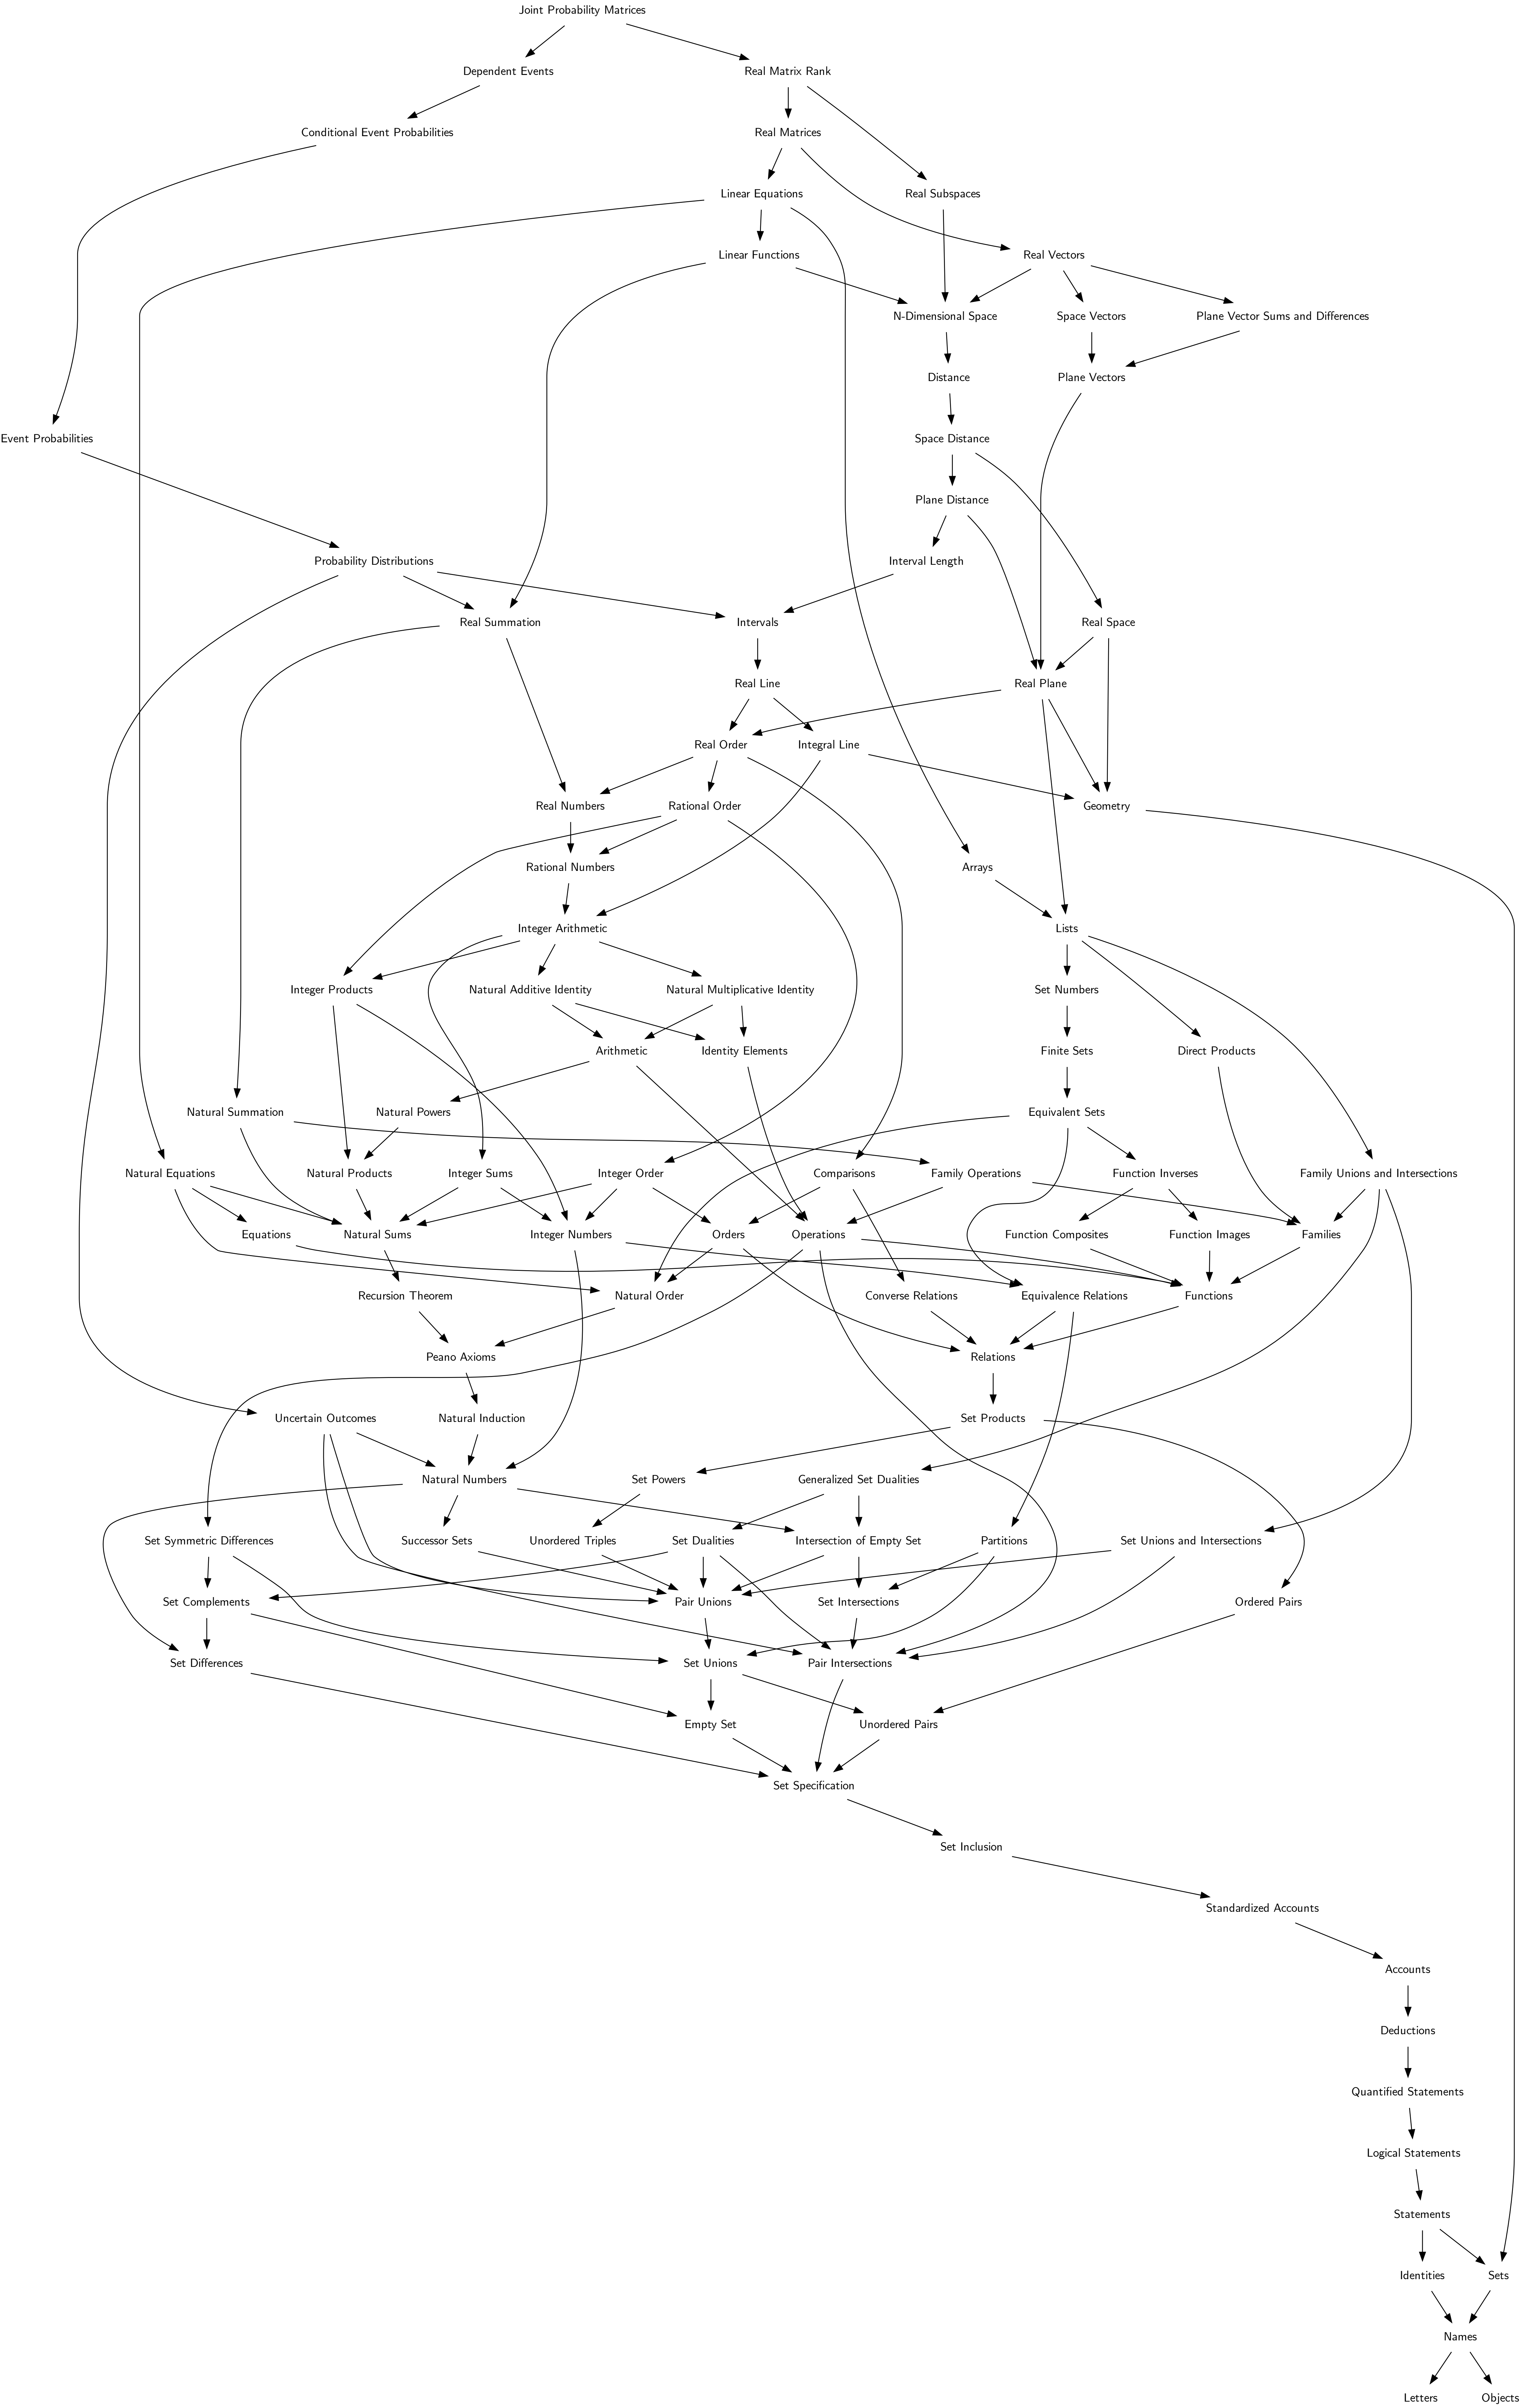 Joint Probability Matrices
Dependent Events
Real Matrix Rank
Conditional Event Probabilities
Real Matrices
Linear Equations
Real Subspaces
Linear Functions
Real Vectors
N-Dimensional Space
Space Vectors
Plane Vector Sums and Differences
Distance
Plane Vectors
Event Probabilities
Space Distance
Plane Distance
Probability Distributions
Interval Length
Real Summation
Intervals
Real Space
Real Line
Real Plane
Real Order
Integral Line
Real Numbers
Rational Order
Geometry
Rational Numbers
Arrays
Integer Arithmetic
Lists
Integer Products
Natural Additive Identity
Natural Multiplicative Identity
Set Numbers
Arithmetic
Identity Elements
Finite Sets
Direct Products
Natural Summation
Natural Powers
Equivalent Sets
Natural Equations
Natural Products
Integer Sums
Integer Order
Comparisons
Family Operations
Function Inverses
Family Unions and Intersections
Equations
Natural Sums
Integer Numbers
Orders
Operations
Function Composites
Function Images
Families
Recursion Theorem
Natural Order
Converse Relations
Equivalence Relations
Functions
Peano Axioms
Relations
Uncertain Outcomes
Natural Induction
Set Products
Natural Numbers
Set Powers
Generalized Set Dualities
Set Symmetric Differences
Successor Sets
Unordered Triples
Set Dualities
Intersection of Empty Set
Partitions
Set Unions and Intersections
Set Complements
Pair Unions
Set Intersections
Ordered Pairs
Set Differences
Set Unions
Pair Intersections
Empty Set
Unordered Pairs
Set Specification
Set Inclusion
Standardized Accounts
Accounts
Deductions
Quantified Statements
Logical Statements
Statements
Identities
Sets
Names
Letters
Objects